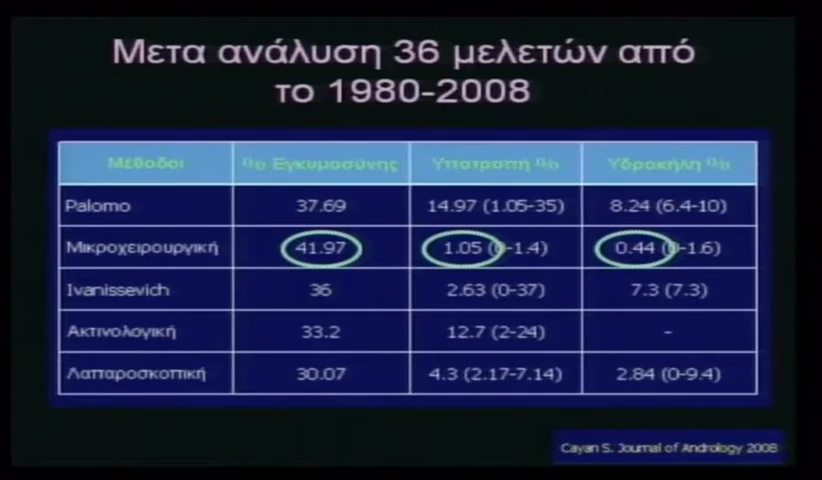 Μετα ανάλυση 36 μελετών από
το 1980-2008
Μέθοδοι % Εγκυμοσύνης Υποτροπή % Υδροκήλη %
Palomo 37.69 14.97 (1.05-35) 8.24 (6.4-10)
Μικροχειρουργική 41.97 1.05 (0-1.4) 0.44 (0-1.6)
Ivanissevich 36 2.63 (0-37) 7.3 (7.3)
Ακτινολογική 33.2 12.7 (2-24) -
Λαπαροσκοπική 30.07 4.3 (2.17-7.14) 2.84 (0-9.4)
Cayan S. Journal of Andrology 2008